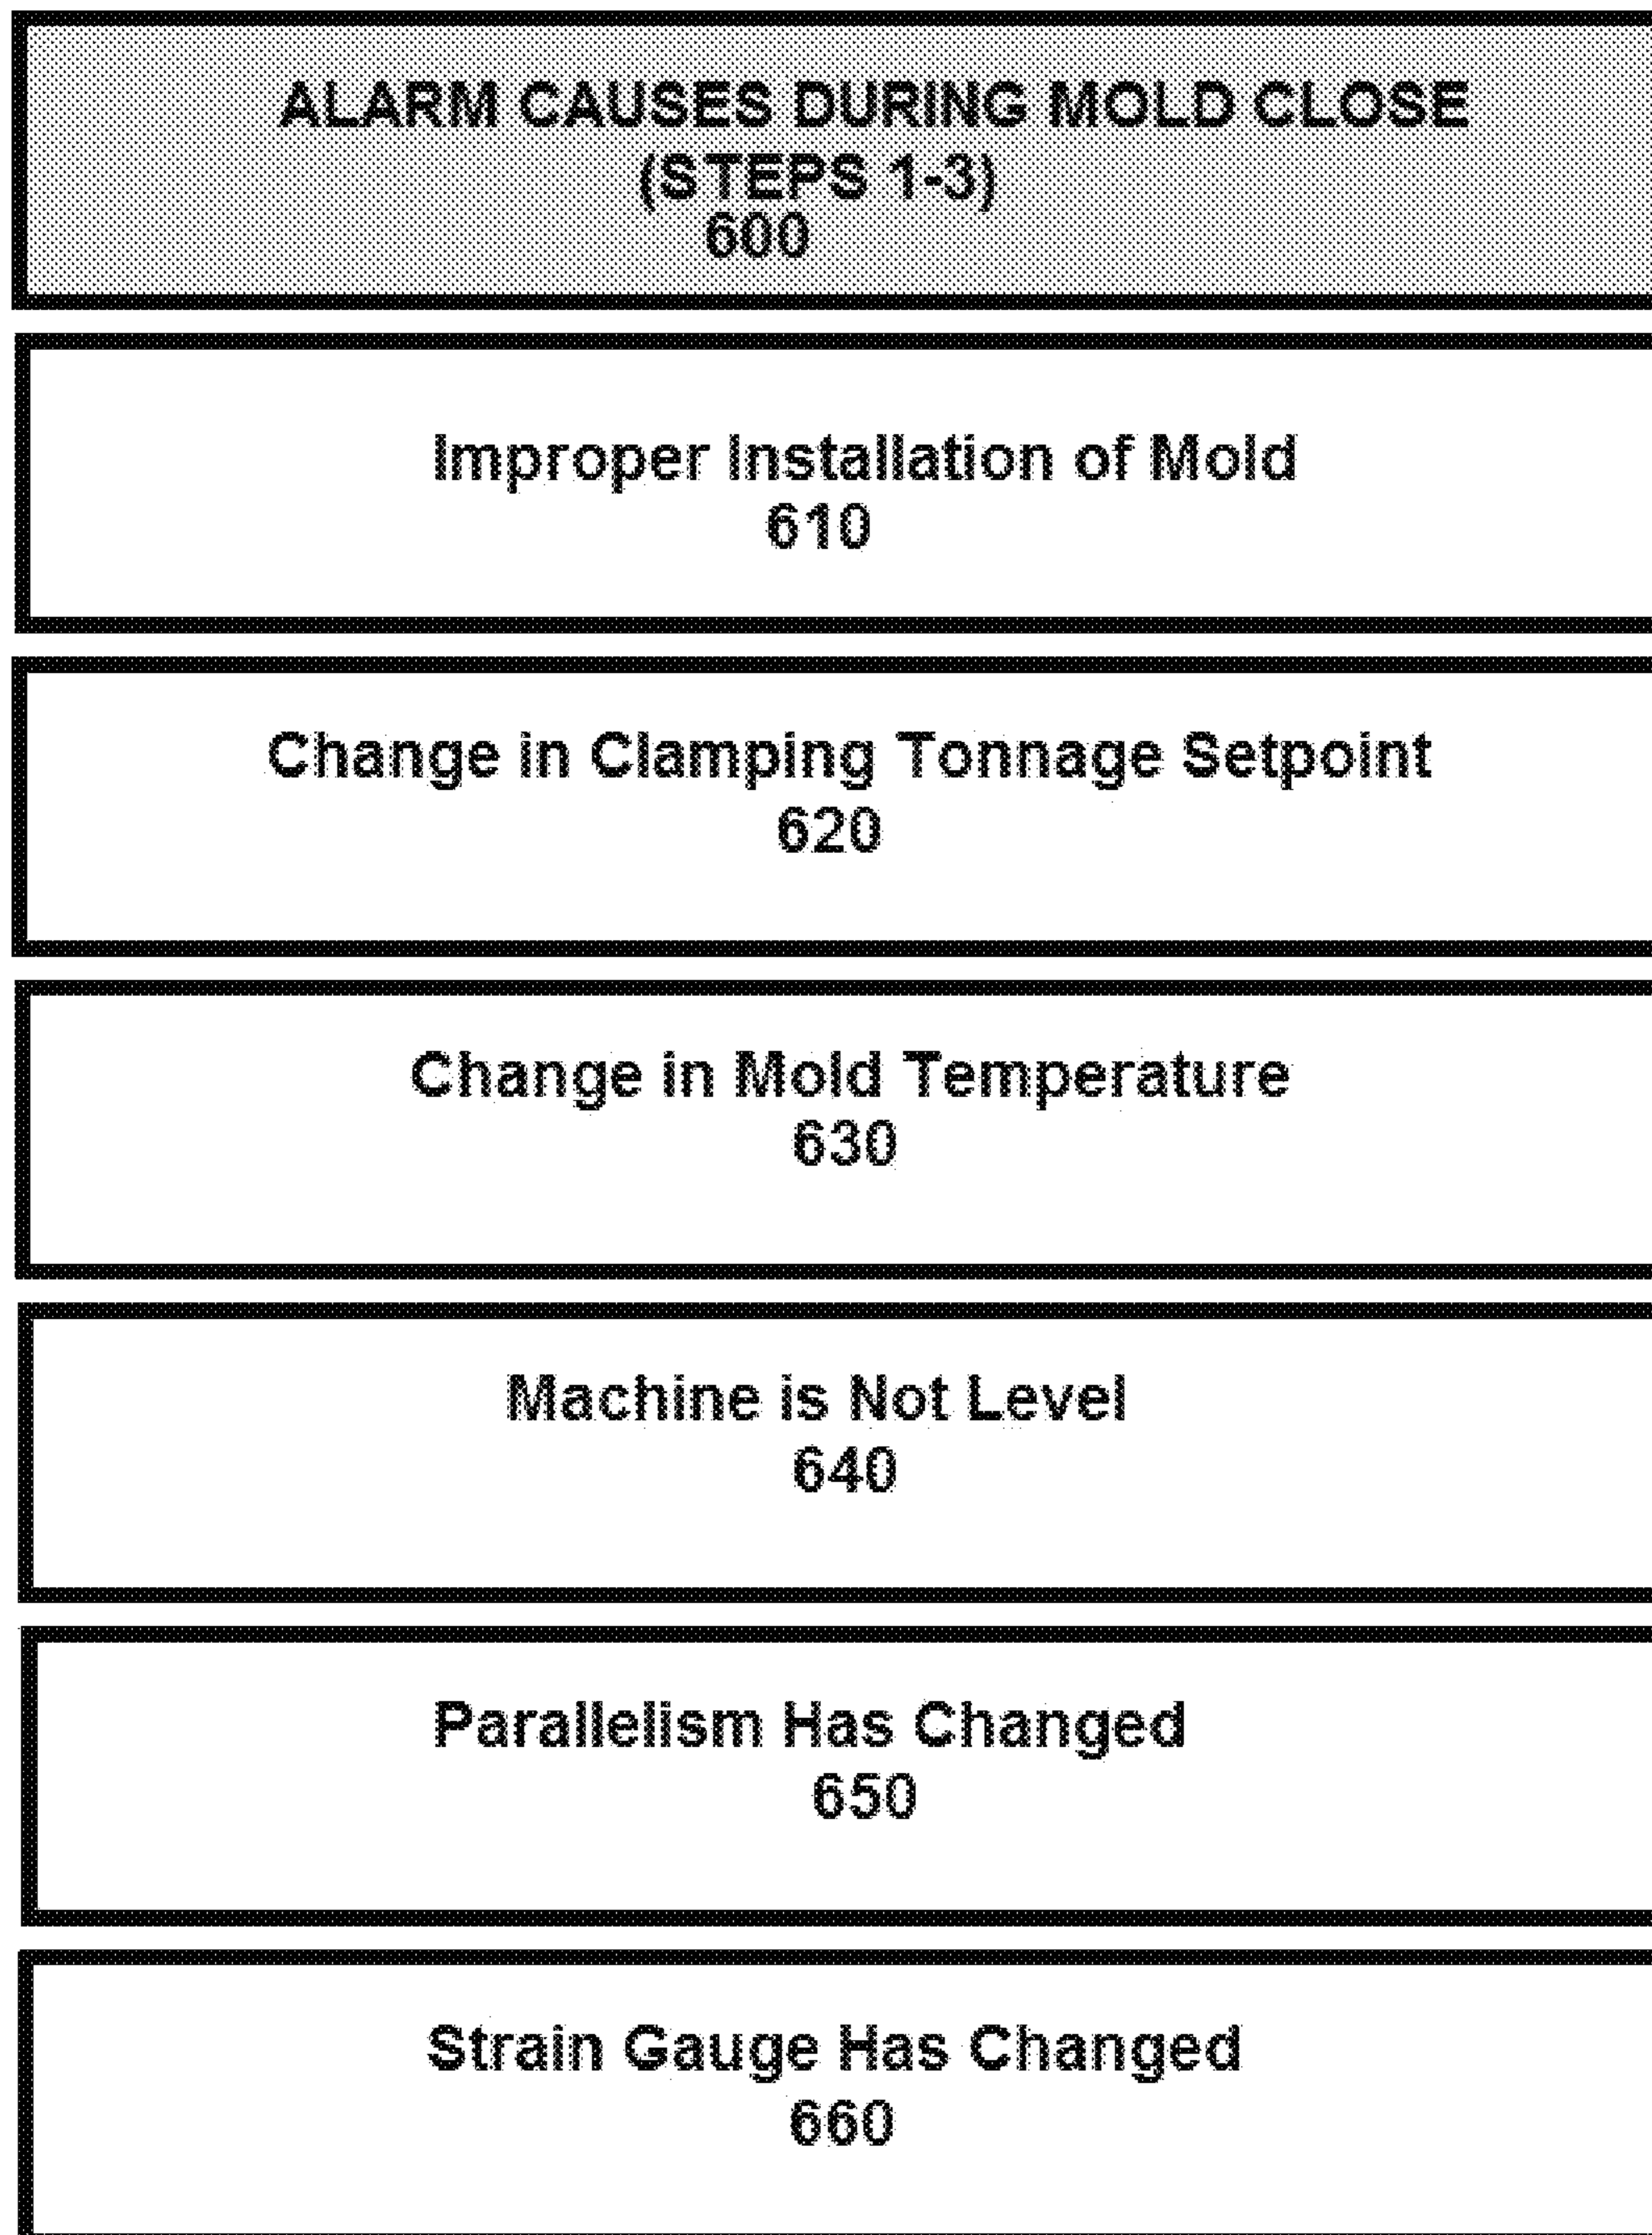 ALARM CAUSES DURING MOLD CLOSE
(STEPS 1-3)
600
Improper Installation of Mold
610
Change in Clamping Tonnage Setpoint
620
Change in Mold Temperature
630
Machine is Not Level
640
Parallelism Has Changed
650
Strain Gauge Has Changed
660